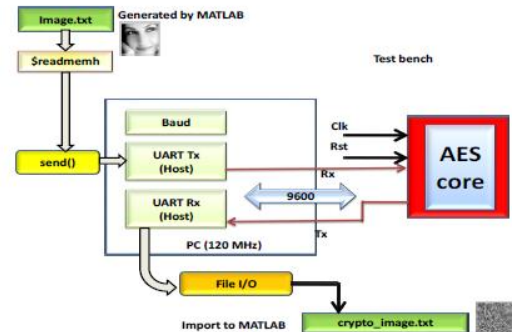 Image.txt
Generated by MATLAB
$readmemh
Test bench
Baud
Clk
send()
UART Tx
(Host)
Rst
AES
core
Rx
UART Rx
(Host)
9600
PC (120 MHz)
Tx
File I/O
Import to MATLAB
crypto_image.txt